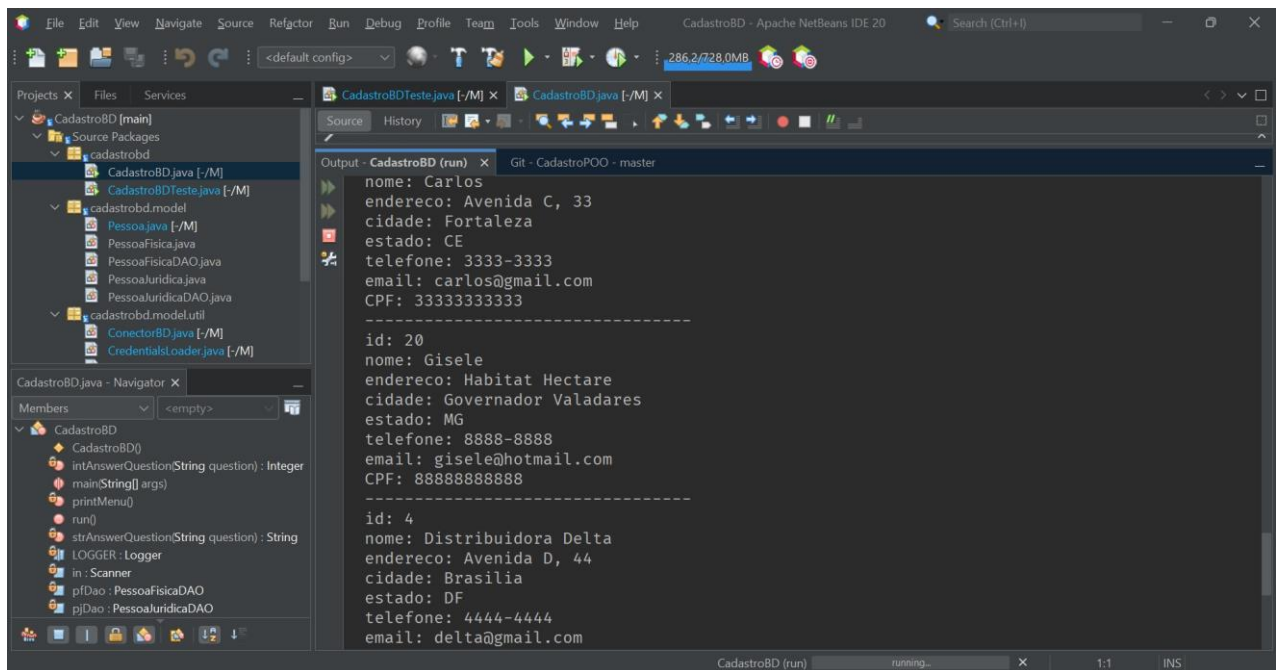 File Edit View Navigate Source Refactor Run Debug Profile Team Tools Window Help CadastroBD - Apache NetBeans IDE 20 Search (Ctrl+I)
<default config> 286,2/728,0MB
Projects Files Services
CadastroBD [main]
Source Packages
cadastrobd
CadastroBD.java [-/M]
CadastroBDTeste.java [-/M]
cadastrobd.model
Pessoa.java [-/M]
PessoaFisica.java
PessoaFisicaDAO.java
PessoaJuridica.java
PessoaJuridicaDAO.java
cadastrobd.model.util
ConectorBD.java [-/M]
CredentialsLoader.java [-/M]
CadastroBD.java - Navigator
Members <empty>
CadastroBD
CadastroBD()
intAnswerQuestion(String question) : Integer
main(String[] args)
printMenu()
run()
strAnswerQuestion(String question) : String
LOGGER : Logger
in : Scanner
pfDao : PessoaFisicaDAO
pjDao : PessoaJuridicaDAO
CadastroBDTeste.java [-/M] CadastroBD.java [-/M]
Source History
Output - CadastroBD (run) Git - CadastroPOO - master
nome: Carlos
endereco: Avenida C, 33
cidade: Fortaleza
estado: CE
telefone: 3333-3333
email: carlos@gmail.com
CPF: 33333333333
---------------------------------
id: 20
nome: Gisele
endereco: Habitat Hectare
cidade: Governador Valadares
estado: MG
telefone: 8888-8888
email: gisele@hotmail.com
CPF: 88888888888
---------------------------------
id: 4
nome: Distribuidora Delta
endereco: Avenida D, 44
cidade: Brasilia
estado: DF
telefone: 4444-4444
email: delta@gmail.com
CadastroBD (run) running... 1:1 INS